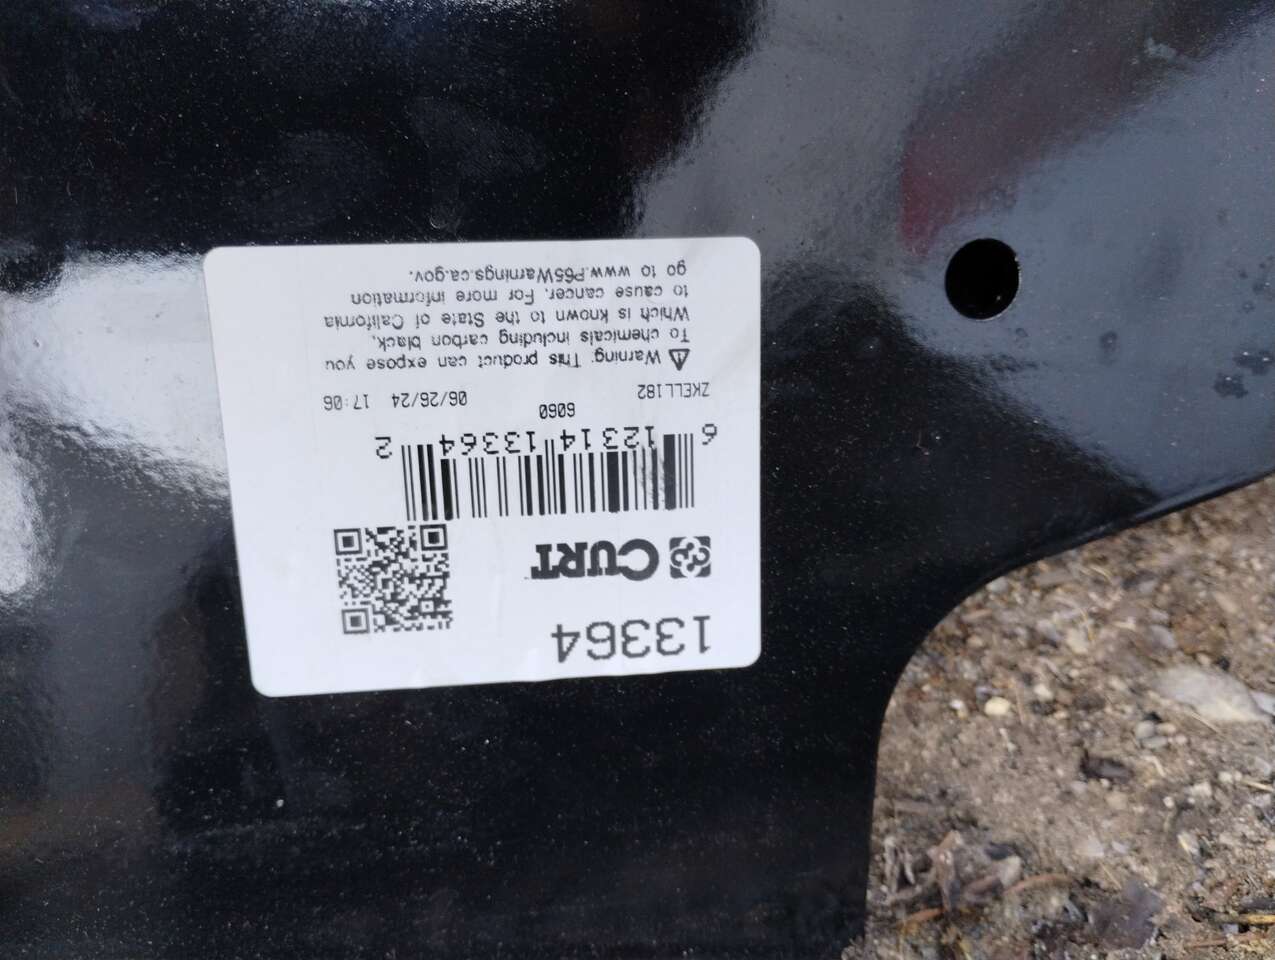 13364
CURT
6 12314 13364 2
6060
ZKELL182 06/26/24 17:06
Warning: This product can expose you
To chemicals including carbon black,
Which is known to the State of California
to cause cancer. For more information
go to www.P65Warnings.ca.gov.